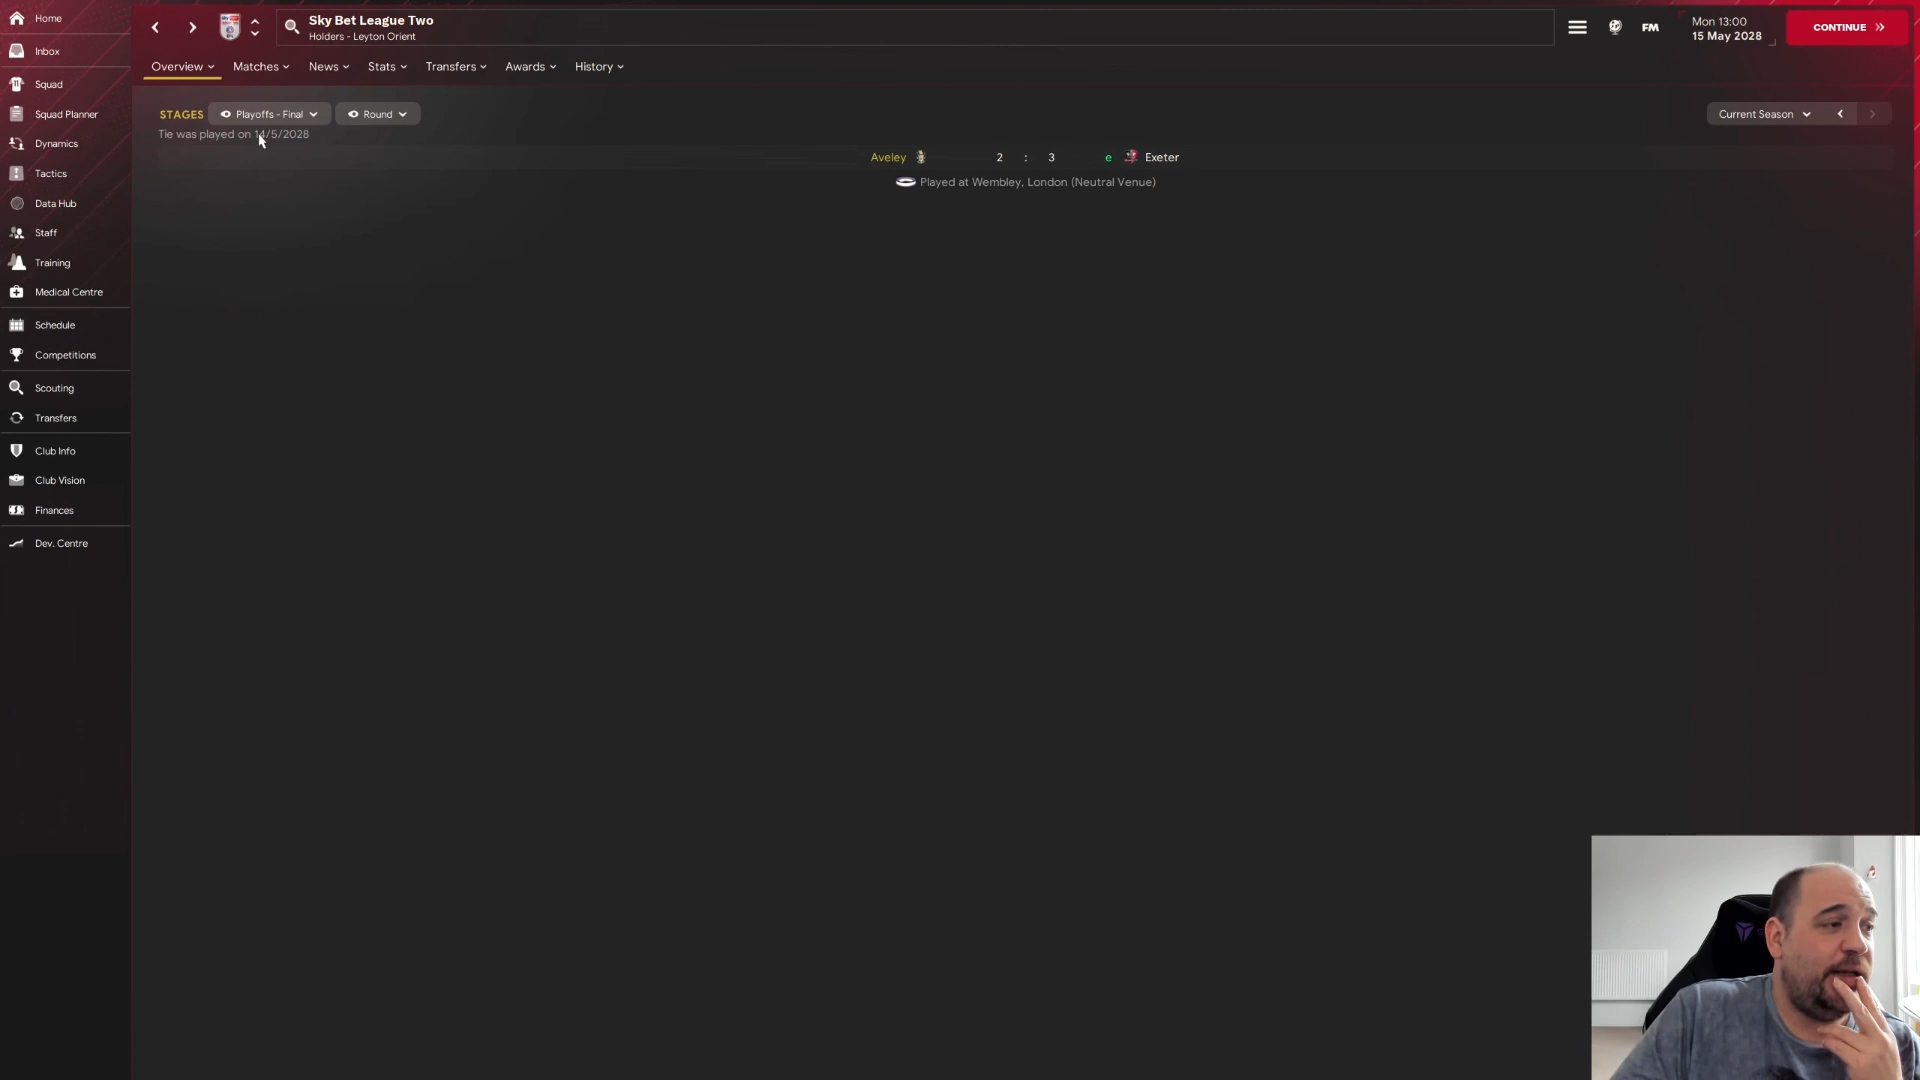 Home
Inbox
Squad
Squad Planner
Dynamics
Tactics
Data Hub
Staff
Training
Medical Centre
Schedule
Competitions
Scouting
Transfers
Club Info
Club Vision
Finances
Dev. Centre
Sky Bet League Two
Holders - Leyton Orient
FM
Mon 13:00
15 May 2028
CONTINUE
Overview Matches News Stats Transfers Awards History
STAGES Playoffs - Final Round Current Season
Tie was played on 14/5/2028
Aveley 2 : 3 e Exeter
Played at Wembley, London (Neutral Venue)